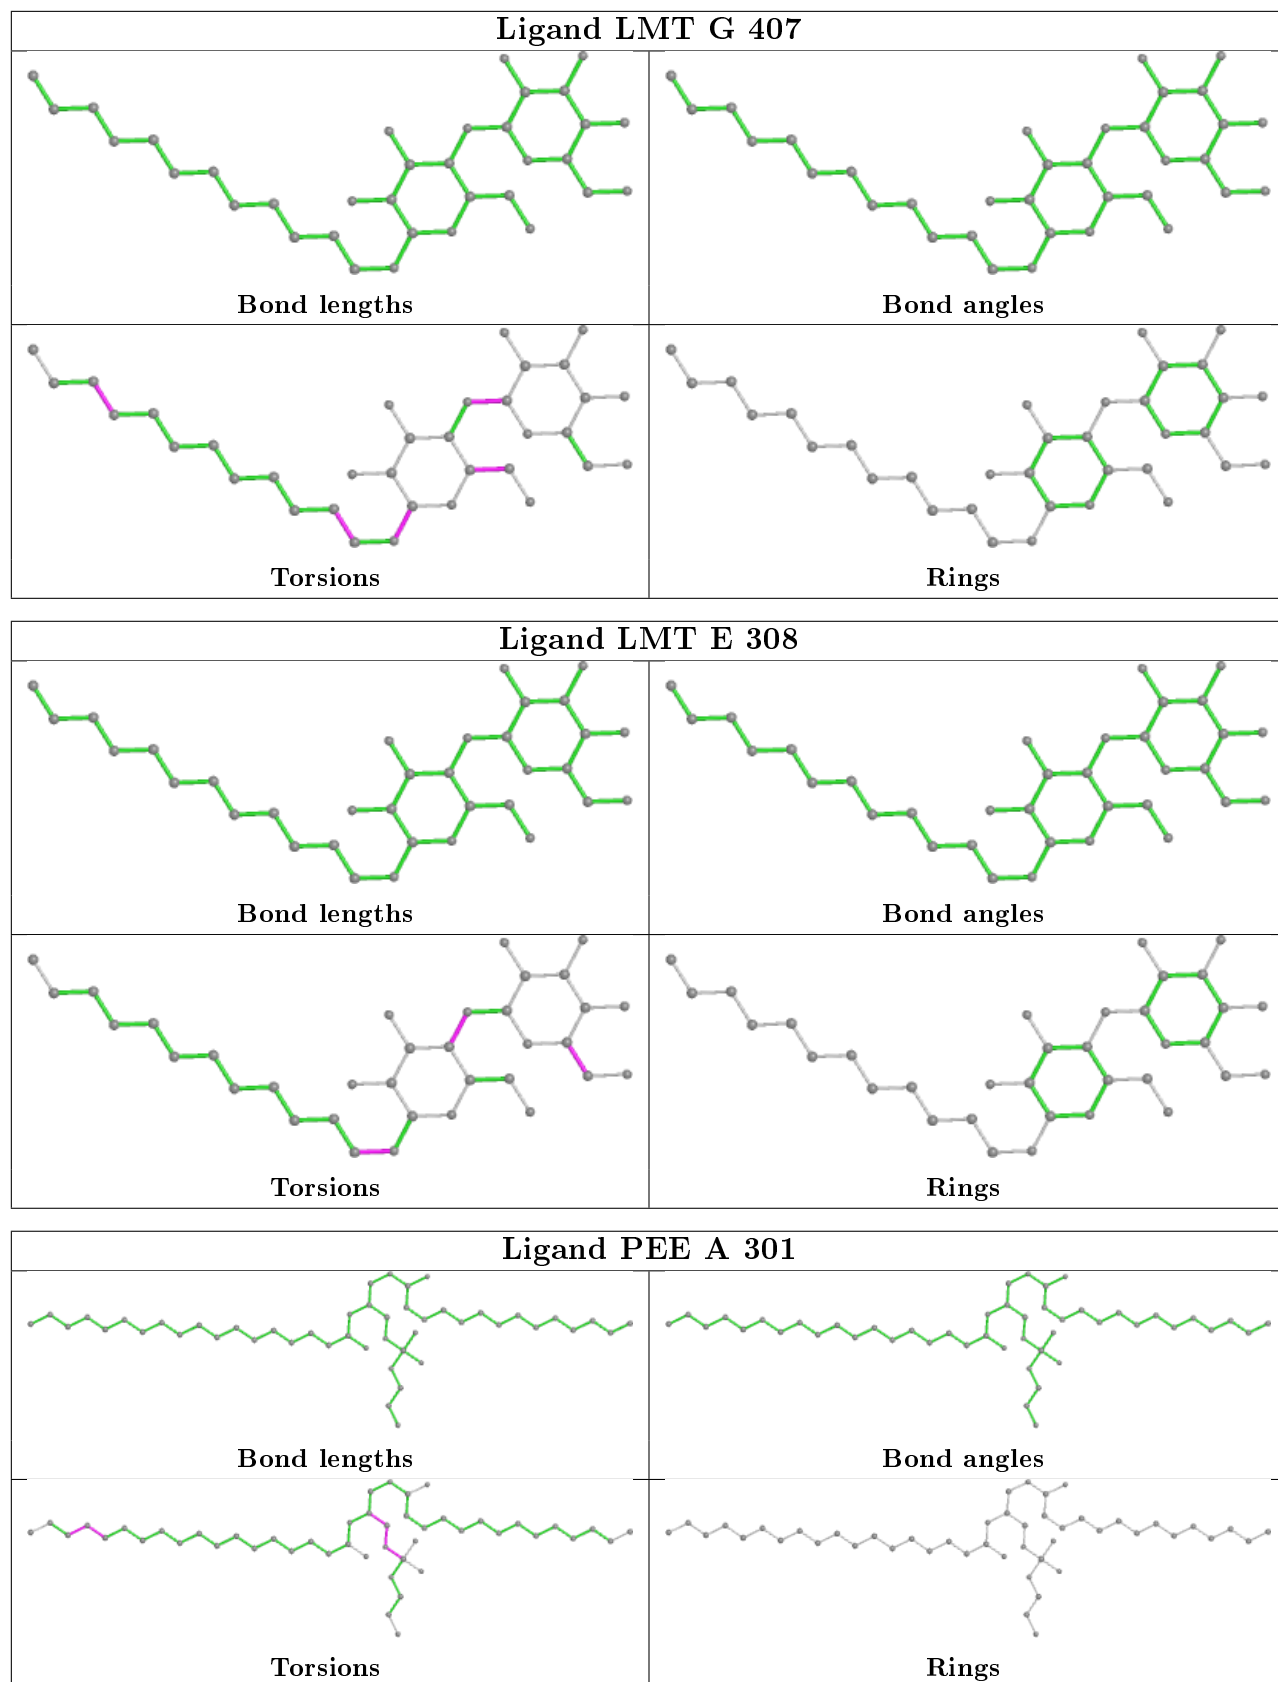 Ligand LMT G 407
Bond lengths
Bond angles
Torsions
Rings
Ligand LMT E 308
Bond lengths
Bond angles
Torsions
Rings
Ligand PEE A 301
Bond lengths
Bond angles
Torsions
Rings